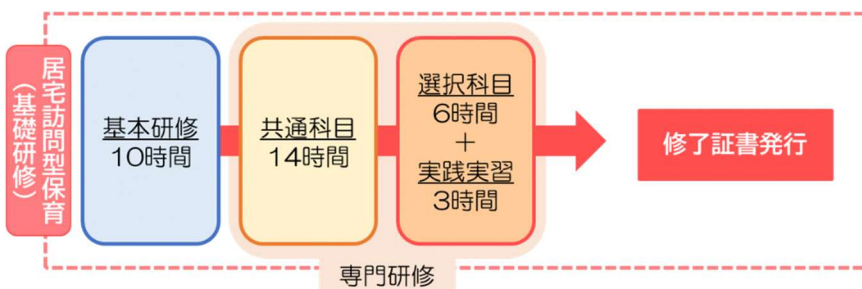 居宅訪問型保育
(基礎研修)
基本研修
10時間
共通科目
14時間
選択科目
6時間
+
実践実習
3時間
修了証書発行
専門研修